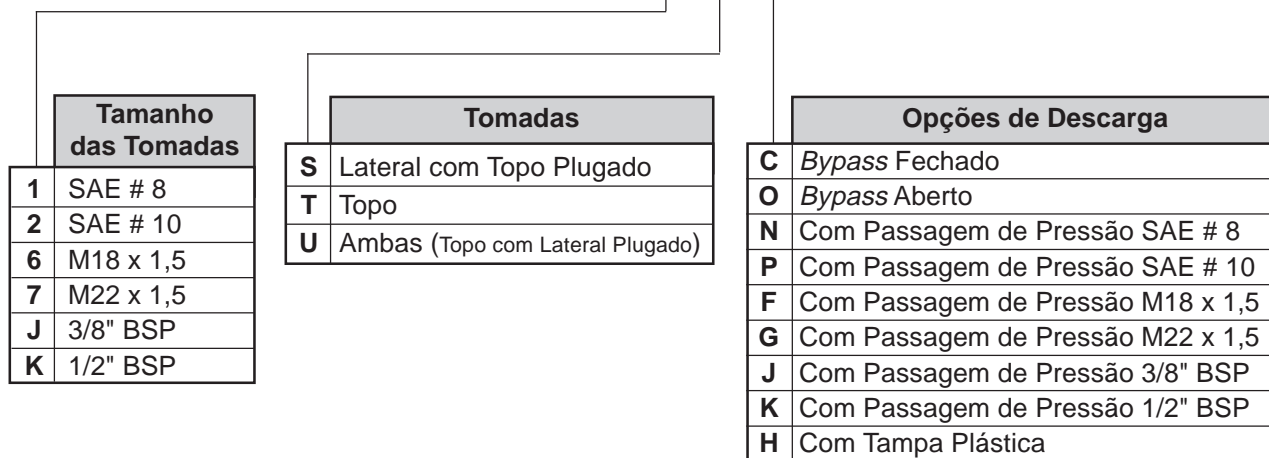 Tamanho
das Tomadas
1 SAE # 8
2 SAE # 10
6 M18 x 1,5
7 M22 x 1,5
J 3/8" BSP
K 1/2" BSP
Tomadas
S Lateral com Topo Plugado
T Topo
U Ambas (Topo com Lateral Plugado)
Opções de Descarga
C Bypass Fechado
O Bypass Aberto
N Com Passagem de Pressão SAE # 8
P Com Passagem de Pressão SAE # 10
F Com Passagem de Pressão M18 x 1,5
G Com Passagem de Pressão M22 x 1,5
J Com Passagem de Pressão 3/8" BSP
K Com Passagem de Pressão 1/2" BSP
H Com Tampa Plástica